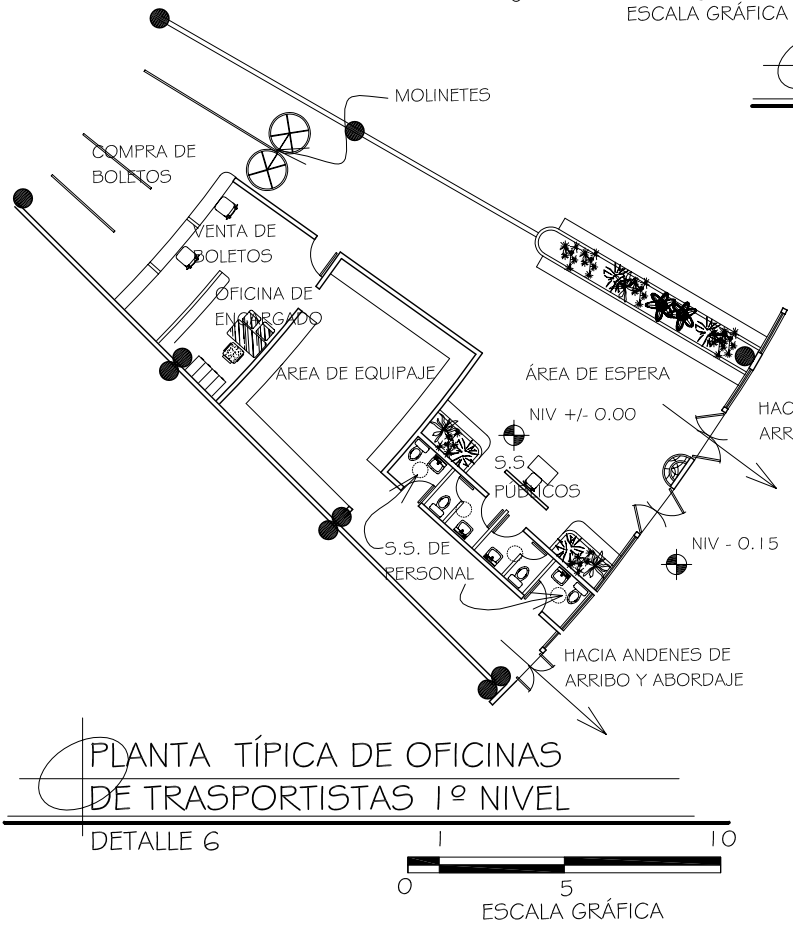 ESCALA GRÁFICA
MOLINETES
COMPRA DE
BOLETOS
VENTA DE
BOLETOS
OFICINA DE
ENCARGADO
ÁREA DE EQUIPAJE
ÁREA DE ESPERA
NIV +/- 0.00
HAC
ARR
S.S.
PÚBLICOS
NIV - 0.15
S.S. DE
PERSONAL
HACIA ANDENES DE
ARRIBO Y ABORDAJE
PLANTA TÍPICA DE OFICINAS
DE TRASPORTISTAS 1º NIVEL
DETALLE 6
1 10
0 5
ESCALA GRÁFICA